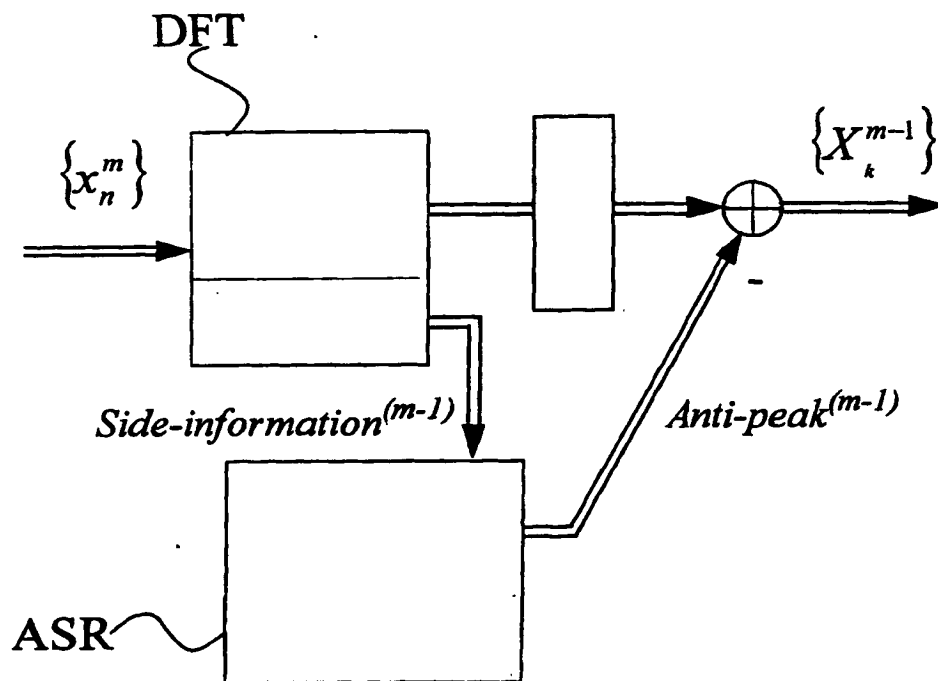 DFT
{x_n^m}
{X_k^{m-1}}
-
Side-information^(m-1)
Anti-peak^(m-1)
ASR